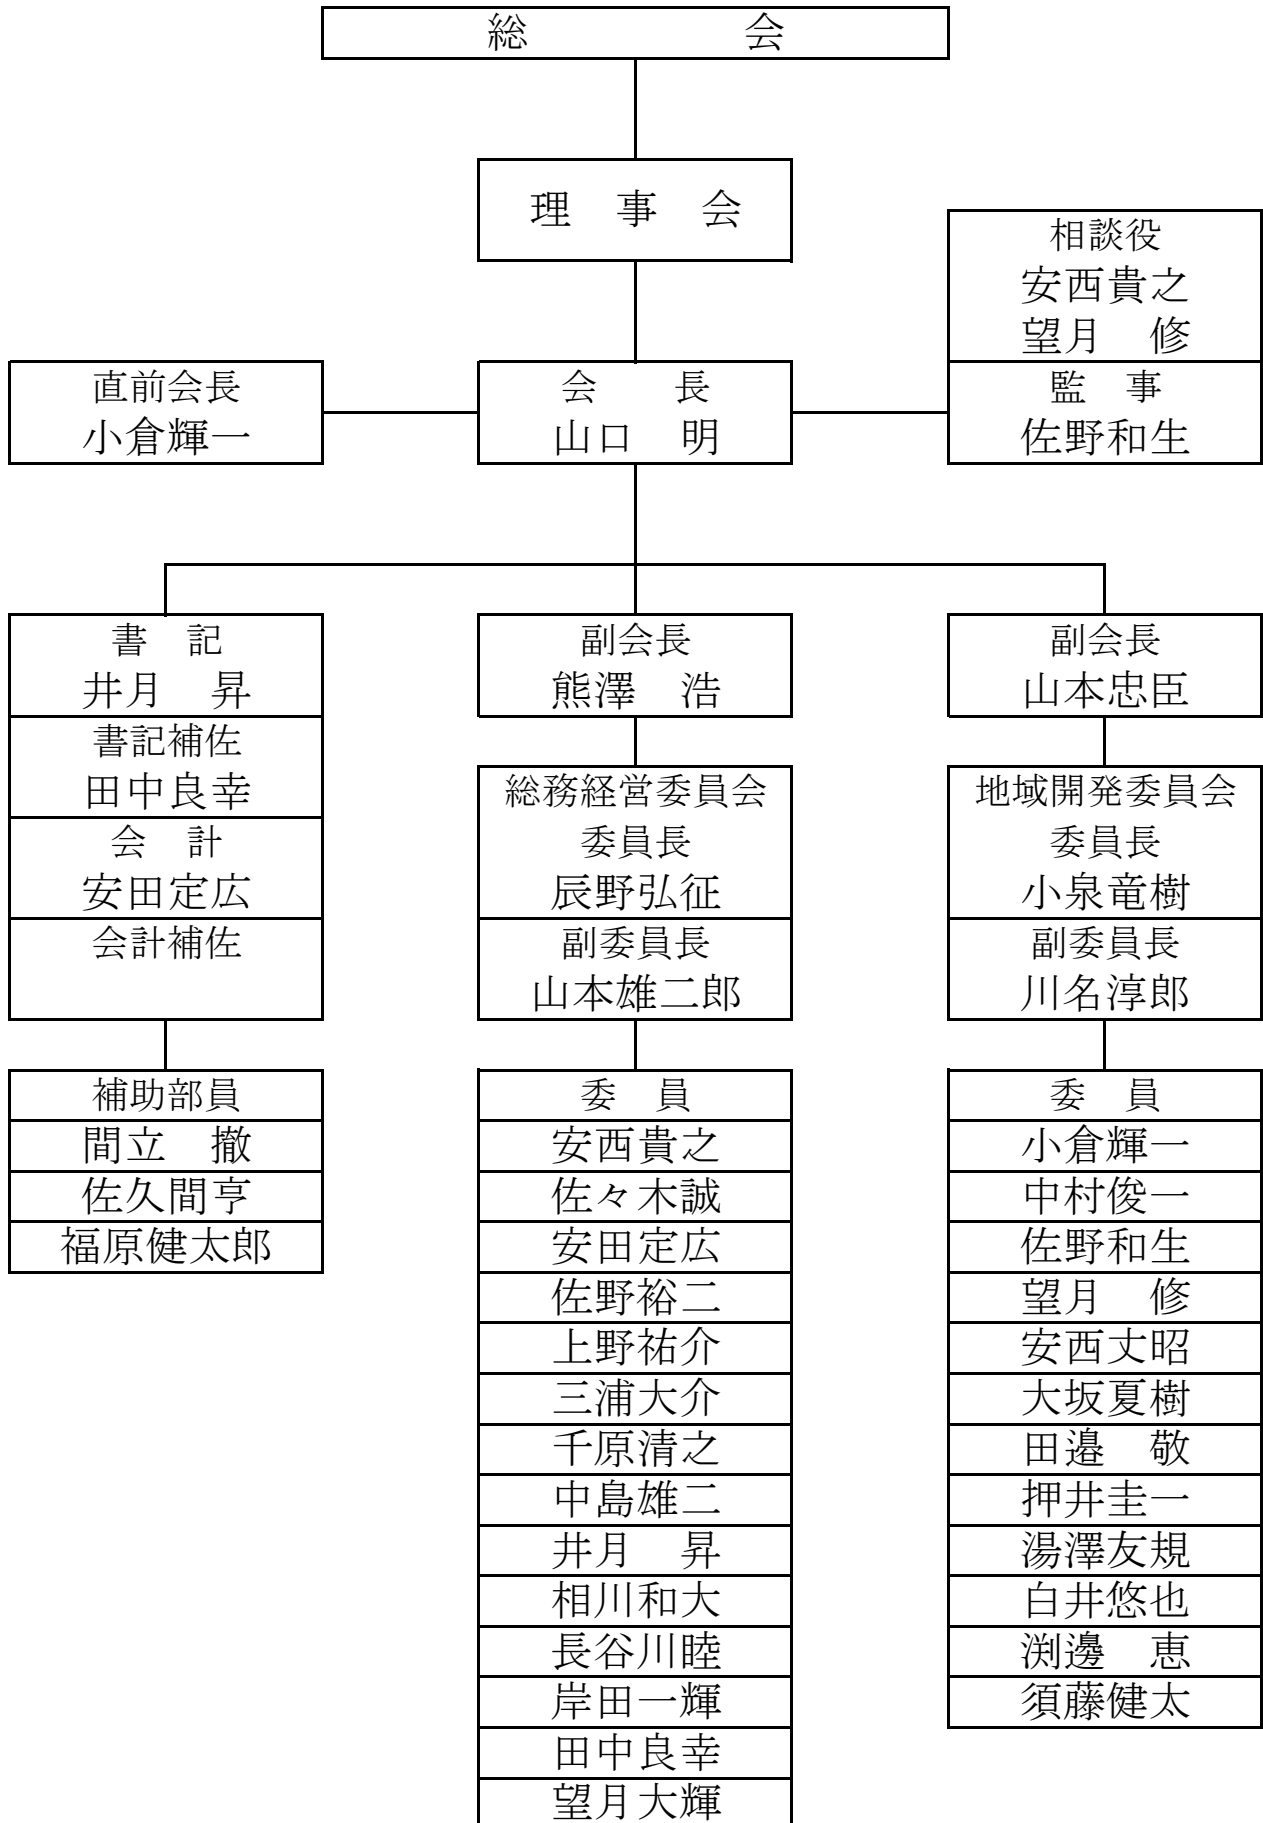 総　　　　　会
理　事　会
相談役
安西貴之
望月　修
監　事
佐野和生
直前会長
小倉輝一
会　　長
山口　明
書　記
井月　昇
書記補佐
田中良幸
会　計
安田定広
会計補佐
補助部員
間立　撤
佐久間亨
福原健太郎
副会長
熊澤　浩
総務経営委員会
委員長
辰野弘征
副委員長
山本雄二郎
委　員
安西貴之
佐々木誠
安田定広
佐野裕二
上野祐介
三浦大介
千原清之
中島雄二
井月　昇
相川和大
長谷川睦
岸田一輝
田中良幸
望月大輝
副会長
山本忠臣
地域開発委員会
委員長
小泉竜樹
副委員長
川名淳郎
委　員
小倉輝一
中村俊一
佐野和生
望月　修
安西丈昭
大坂夏樹
田邉　敬
押井圭一
湯澤友規
白井悠也
渕邊　恵
須藤健太